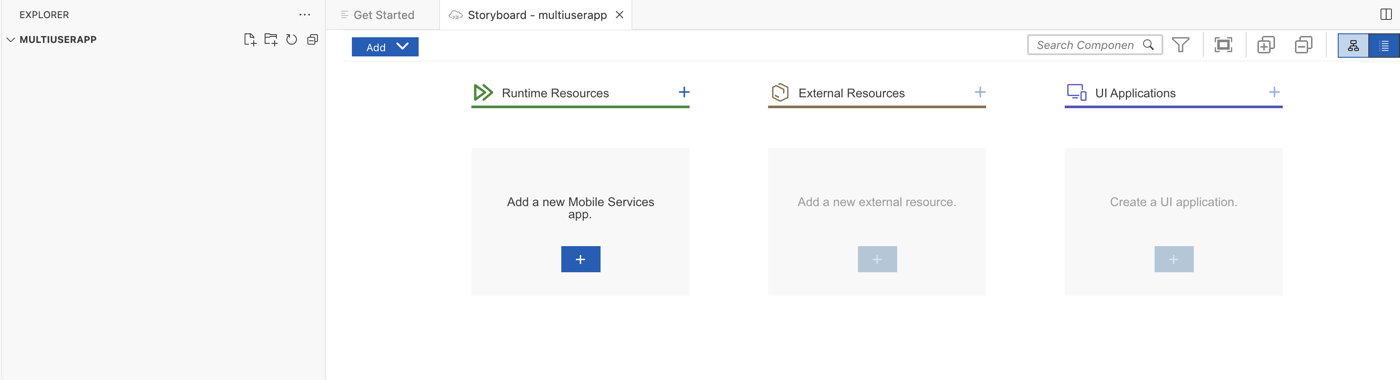 EXPLORER
MULTIUSERAPP
Get Started
Storyboard - multiuserapp
Add
Search Componen
Runtime Resources
External Resources
UI Applications
Add a new Mobile Services
app.
Add a new external resource.
Create a UI application.